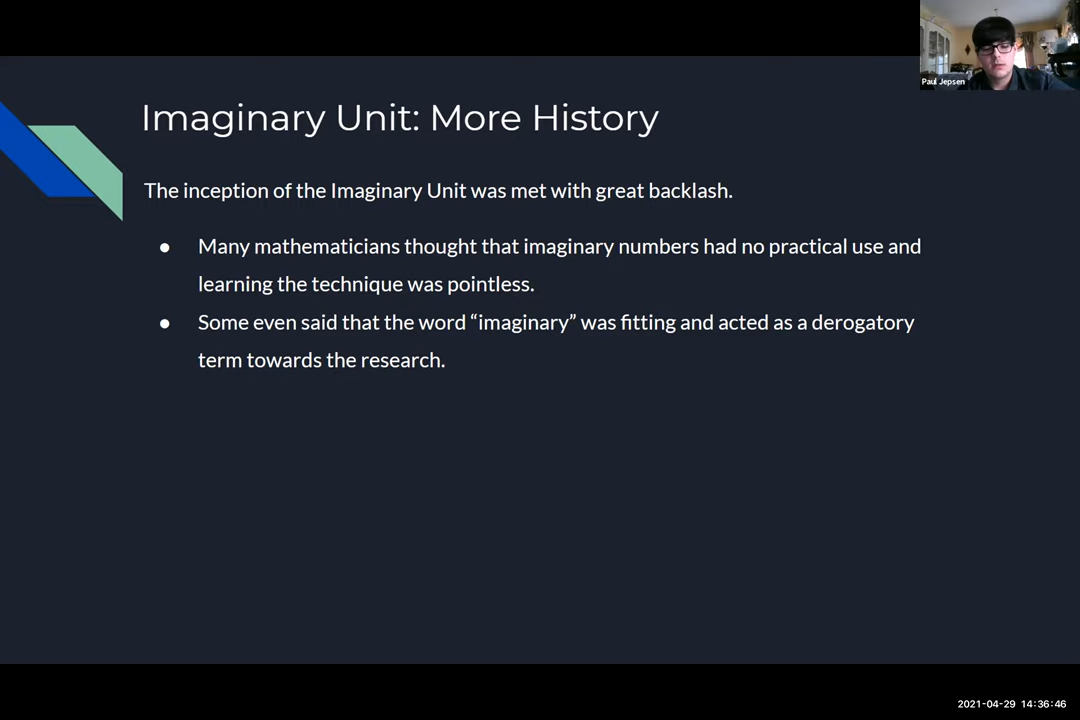 Paul Jepsen
Imaginary Unit: More History
The inception of the Imaginary Unit was met with great backlash.
● Many mathematicians thought that imaginary numbers had no practical use and
learning the technique was pointless.
● Some even said that the word “imaginary” was fitting and acted as a derogatory
term towards the research.
2021-04-29 14:36:46